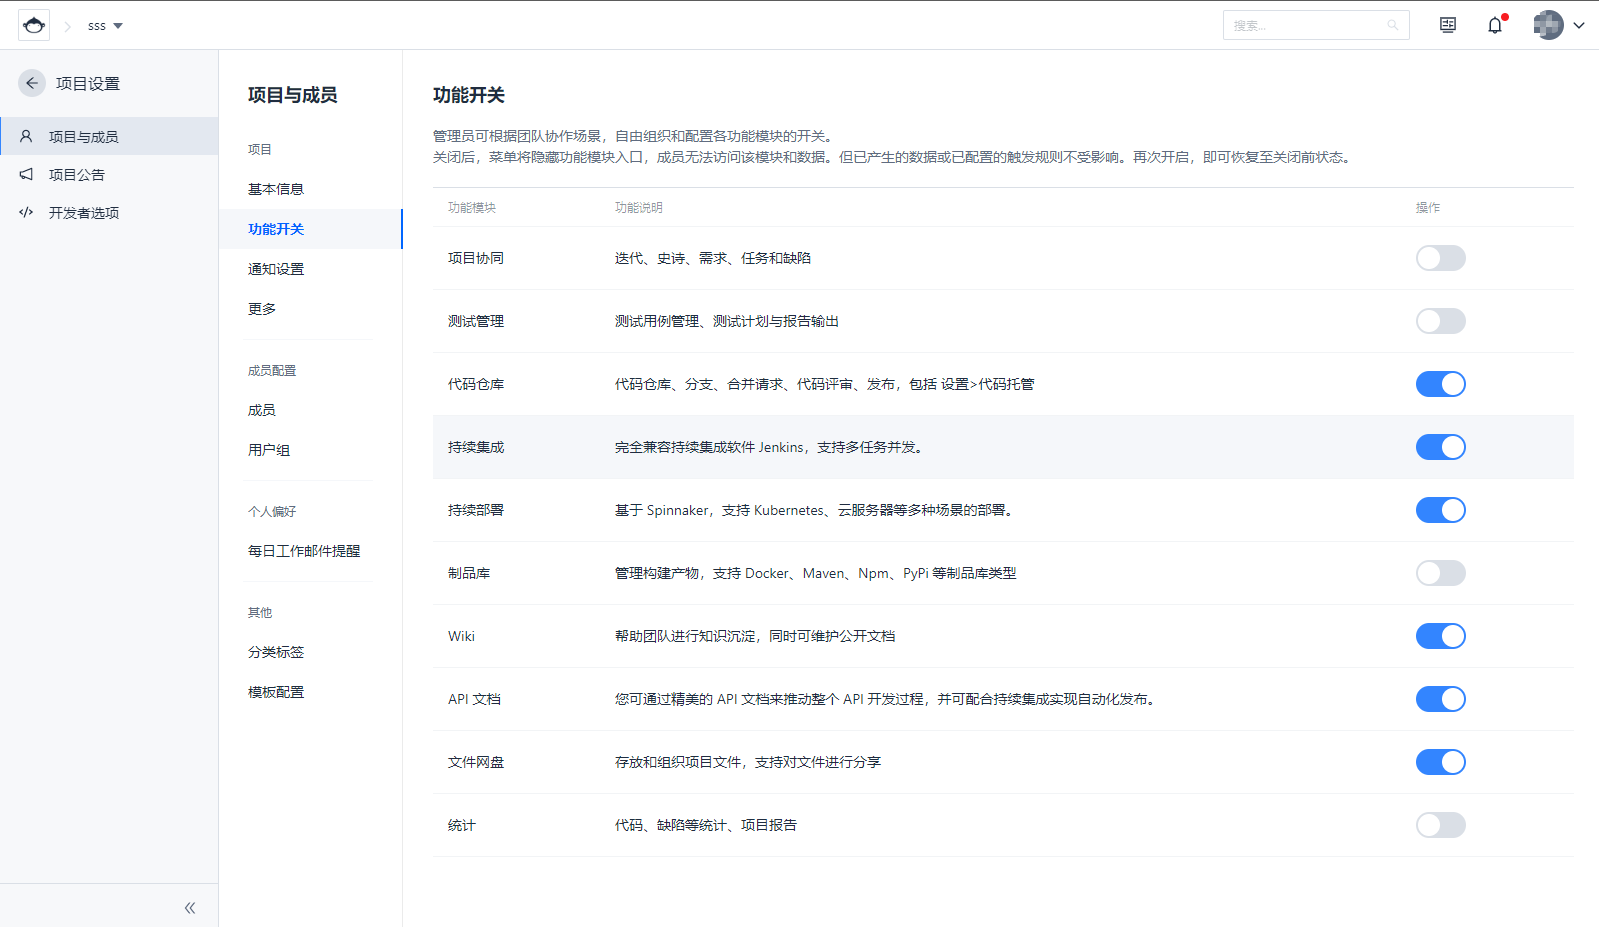 sss
搜索...
项目设置
项目与成员
项目公告
开发者选项
项目与成员
项目
基本信息
功能开关
通知设置
更多
成员配置
成员
用户组
个人偏好
每日工作邮件提醒
其他
分类标签
模板配置
功能开关
管理员可根据团队协作场景，自由组织和配置各功能模块的开关。
关闭后，菜单将隐藏功能模块入口，成员无法访问该模块和数据。但已产生的数据或已配置的触发规则不受影响。再次开启，即可恢复至关闭前状态。
功能模块 功能说明 操作
项目协同 迭代、史诗、需求、任务和缺陷
测试管理 测试用例管理、测试计划与报告输出
代码仓库 代码仓库、分支、合并请求、代码评审、发布，包括 设置>代码托管
持续集成 完全兼容持续集成软件 Jenkins，支持多任务并发。
持续部署 基于 Spinnaker，支持 Kubernetes、云服务器等多种场景的部署。
制品库 管理构建产物，支持 Docker、Maven、Npm、PyPi 等制品库类型
Wiki 帮助团队进行知识沉淀，同时可维护公开文档
API 文档 您可通过精美的 API 文档来推动整个 API 开发过程，并可配合持续集成实现自动化发布。
文件网盘 存放和组织项目文件，支持对文件进行分享
统计 代码、缺陷等统计、项目报告